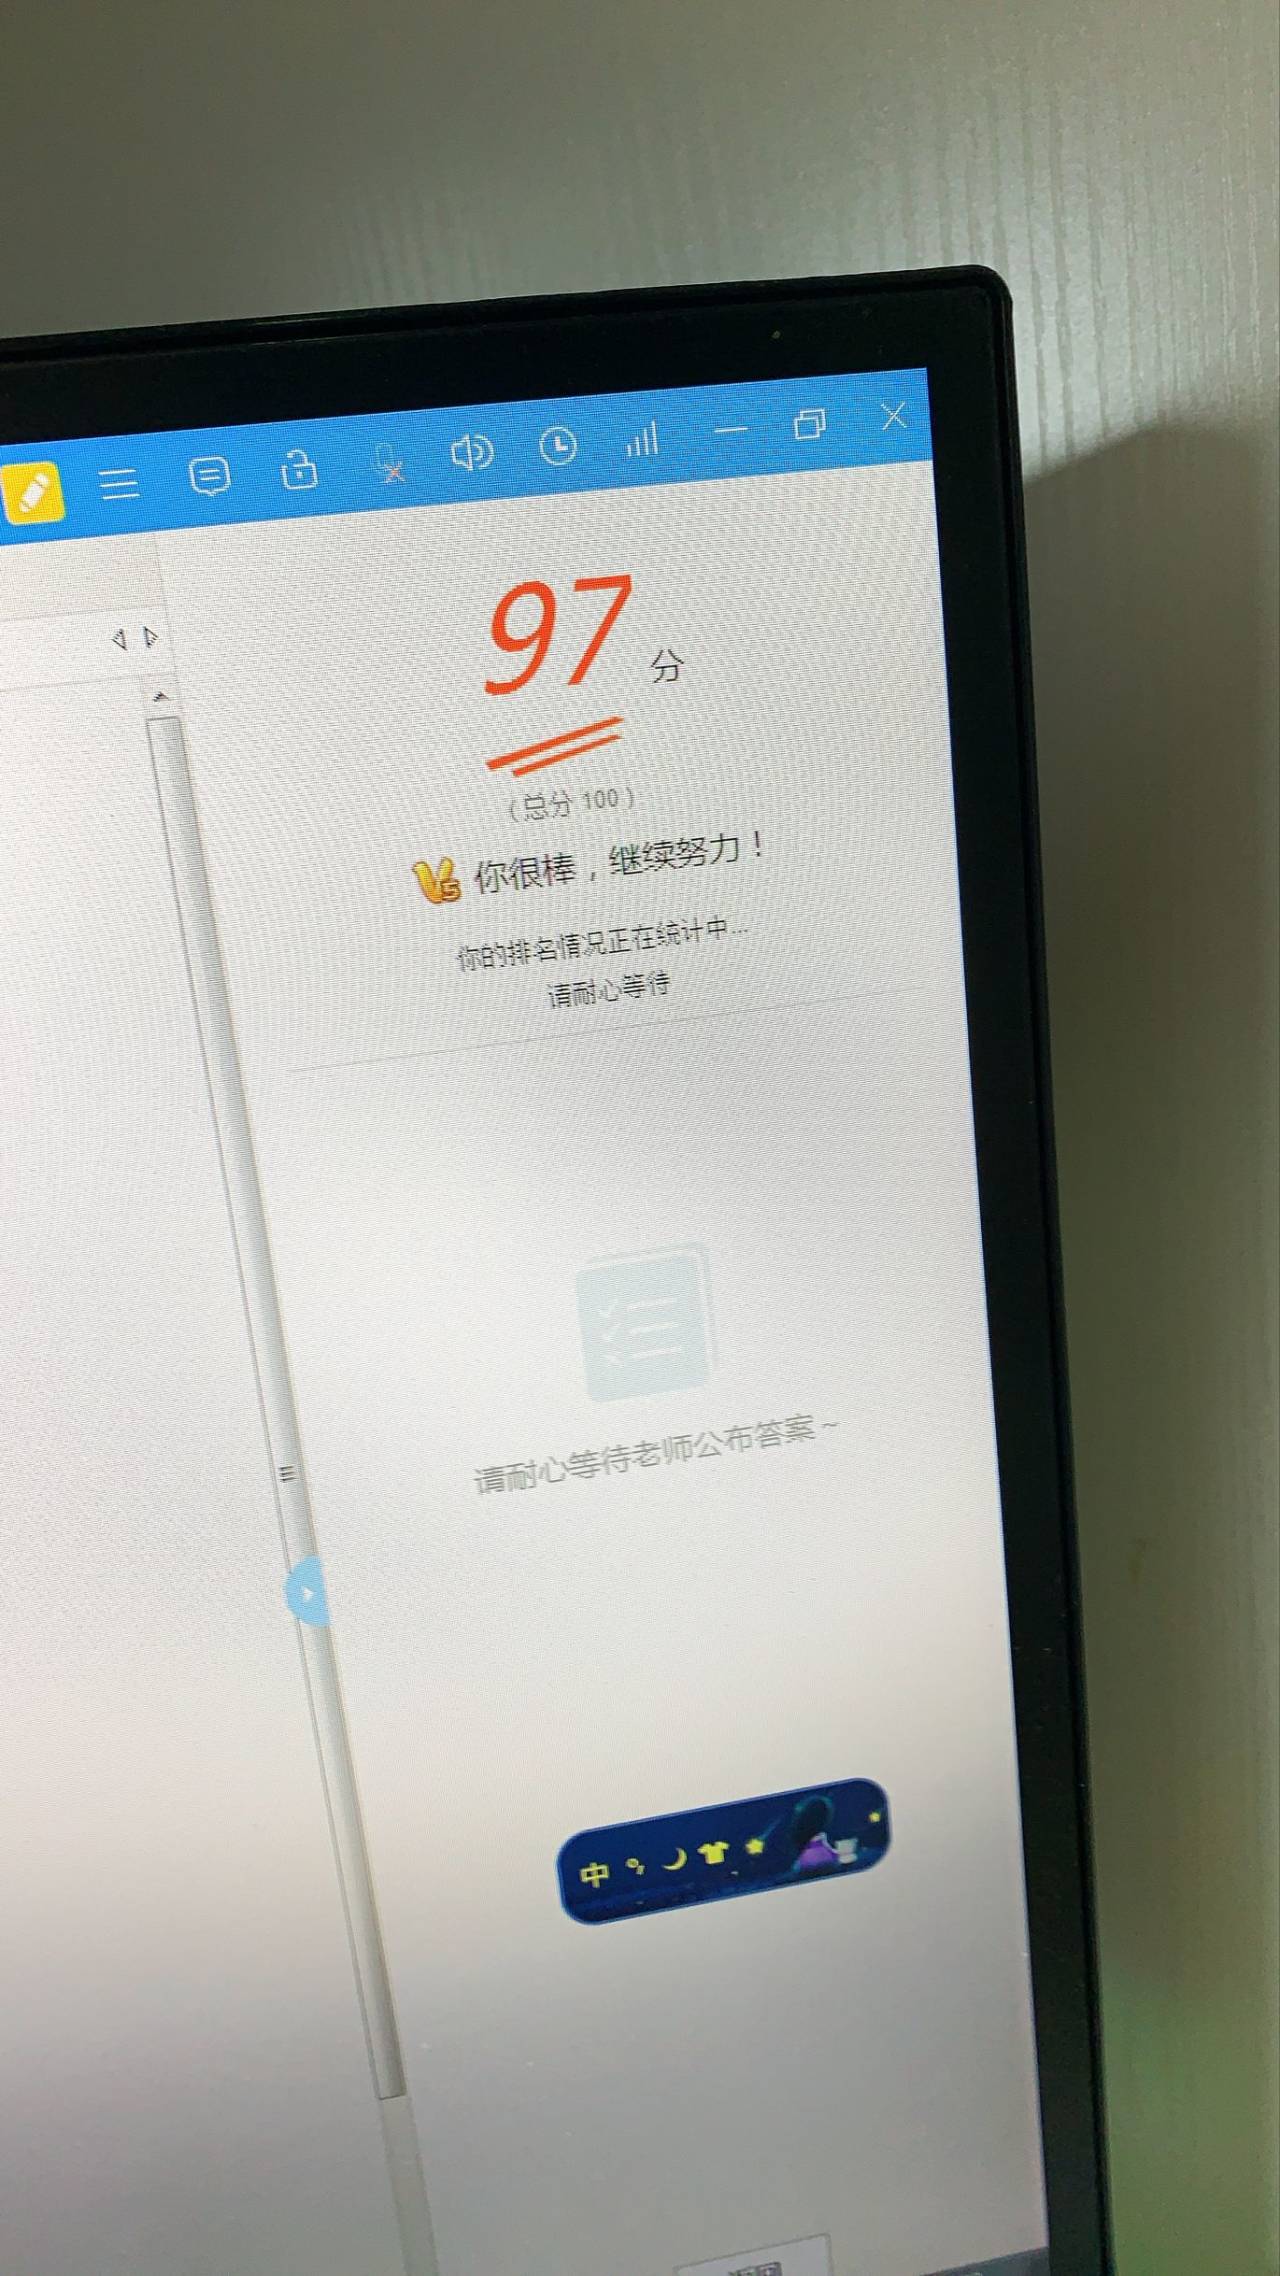 97 分
（总分 100）
V5 你很棒，继续努力！
你的排名情况正在统计中...
请耐心等待
请耐心等待老师公布答案~
中